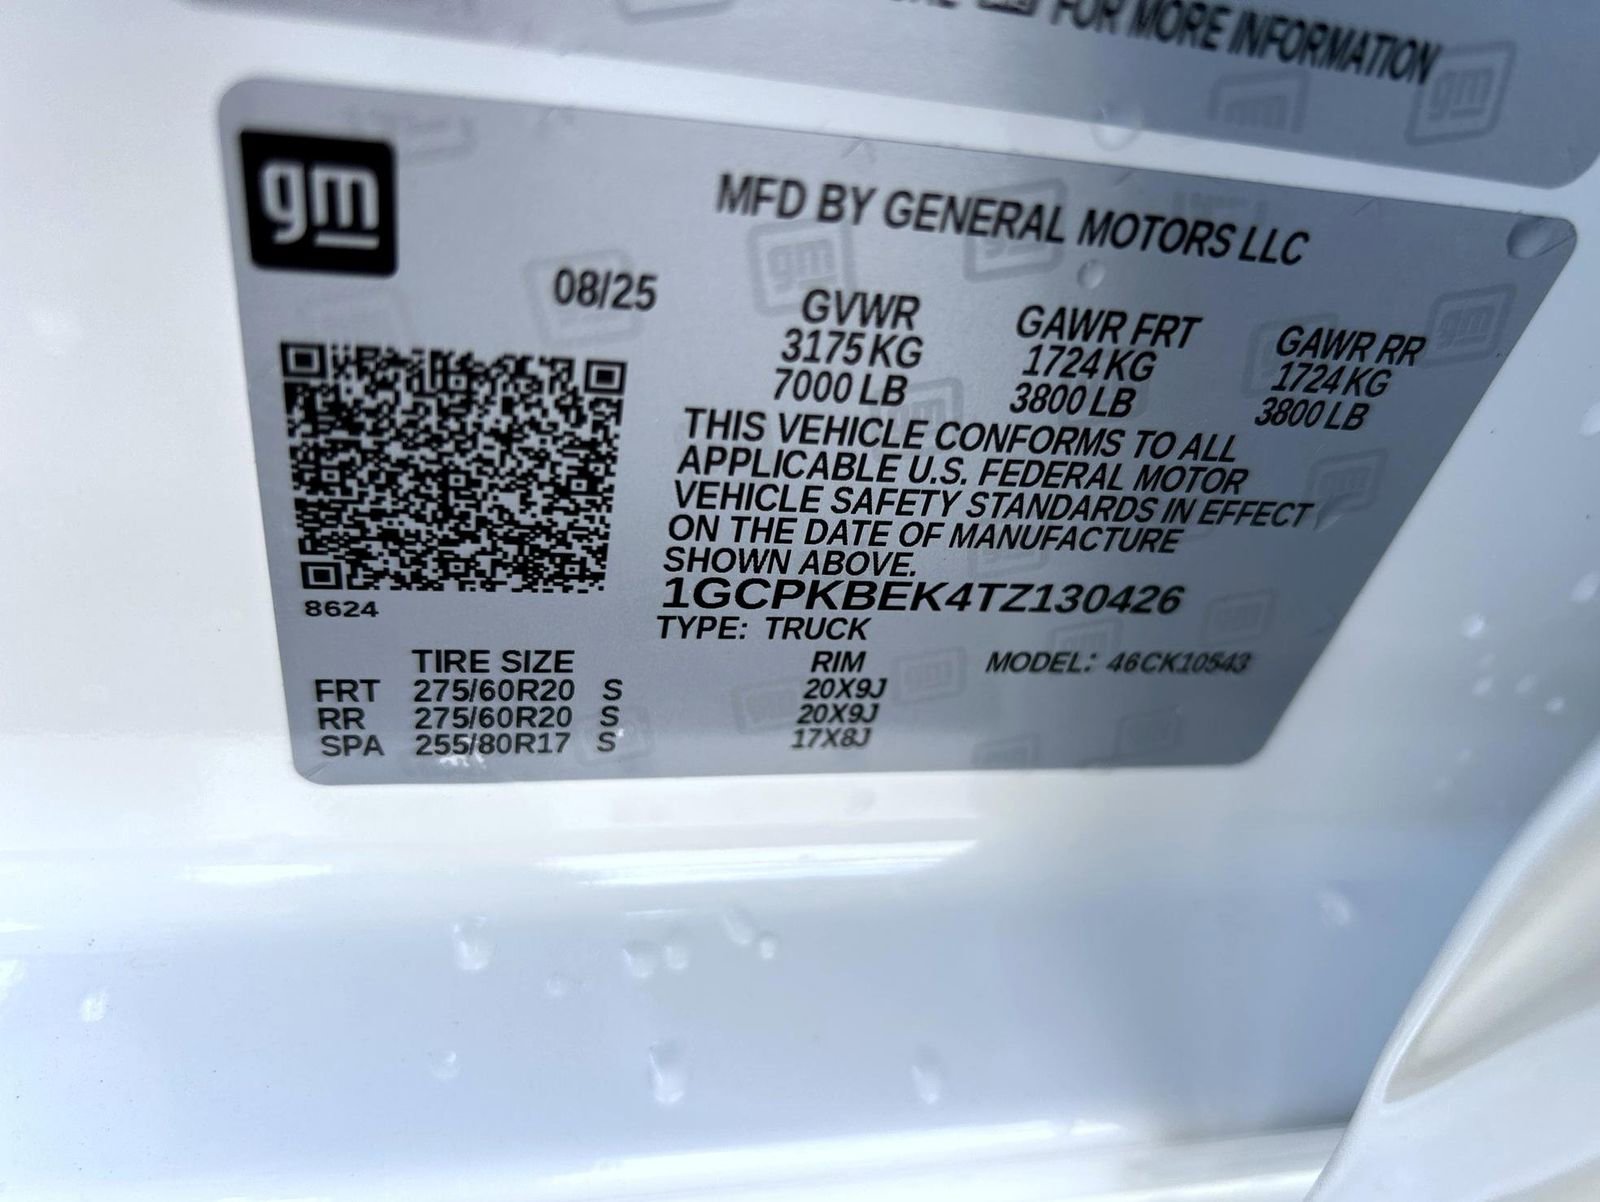 FOR MORE INFORMATION
gm
MFD BY GENERAL MOTORS LLC
08/25
GVWR GAWR FRT GAWR RR
3175 KG 1724 KG 1724 KG
7000 LB 3800 LB 3800 LB
THIS VEHICLE CONFORMS TO ALL
APPLICABLE U.S. FEDERAL MOTOR
VEHICLE SAFETY STANDARDS IN EFFECT
ON THE DATE OF MANUFACTURE
SHOWN ABOVE.
1GCPKBEK4TZ130426
8624
TYPE: TRUCK
TIRE SIZE RIM MODEL: 46CK10543
FRT 275/60R20 S 20X9J
RR 275/60R20 S 20X9J
SPA 255/80R17 S 17X8J